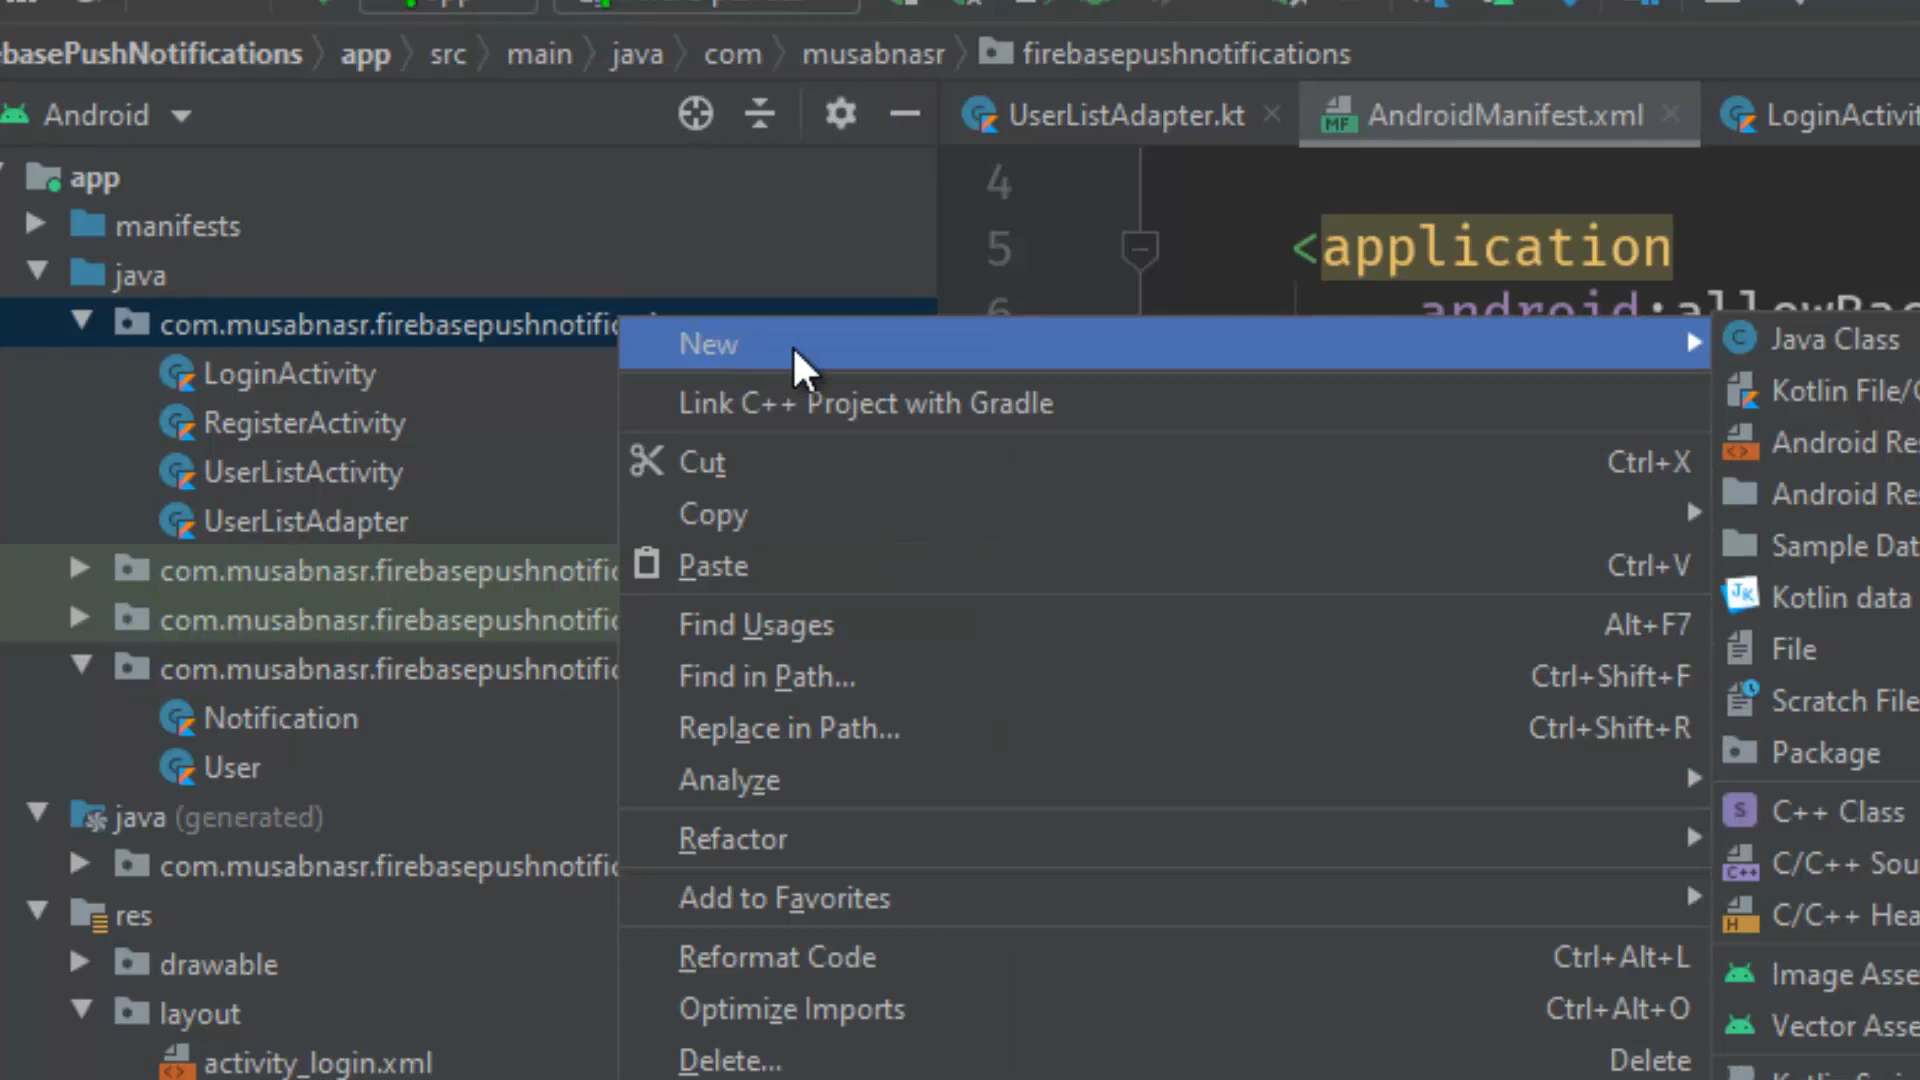 basePushNotifications
app
src
main
java
com
musabnasr
firebasepushnotifications
Android
UserListAdapter.kt
AndroidManifest.xml
MF
app
manifests
java
com.musabnasr.firebasepushnotific
LoginActivity
RegisterActivity
UserListActivity
UserListAdapter
com.musabnasr.firebasepushnotific
com.musabnasr.firebasepushnotific
com.musabnasr.firebasepushnotific
Notification
User
java (generated)
com.musabnasr.firebasepushnotific
res
drawable
layout
activity_login.xml
4
5
<application
New
Link C++ Project with Gradle
Cut Ctrl+X
Copy
Paste Ctrl+V
Find Usages Alt+F7
Find in Path... Ctrl+Shift+F
Replace in Path... Ctrl+Shift+R
Analyze
Refactor
Add to Favorites
Reformat Code Ctrl+Alt+L
Optimize Imports Ctrl+Alt+O
Delete... Delete
Java Class
Kotlin File/
Android Re
Android Re
Sample Dat
Kotlin data
File
Scratch File
Package
C++ Class
C/C++ Sou
C/C++ Hea
Image Asse
Vector Asse